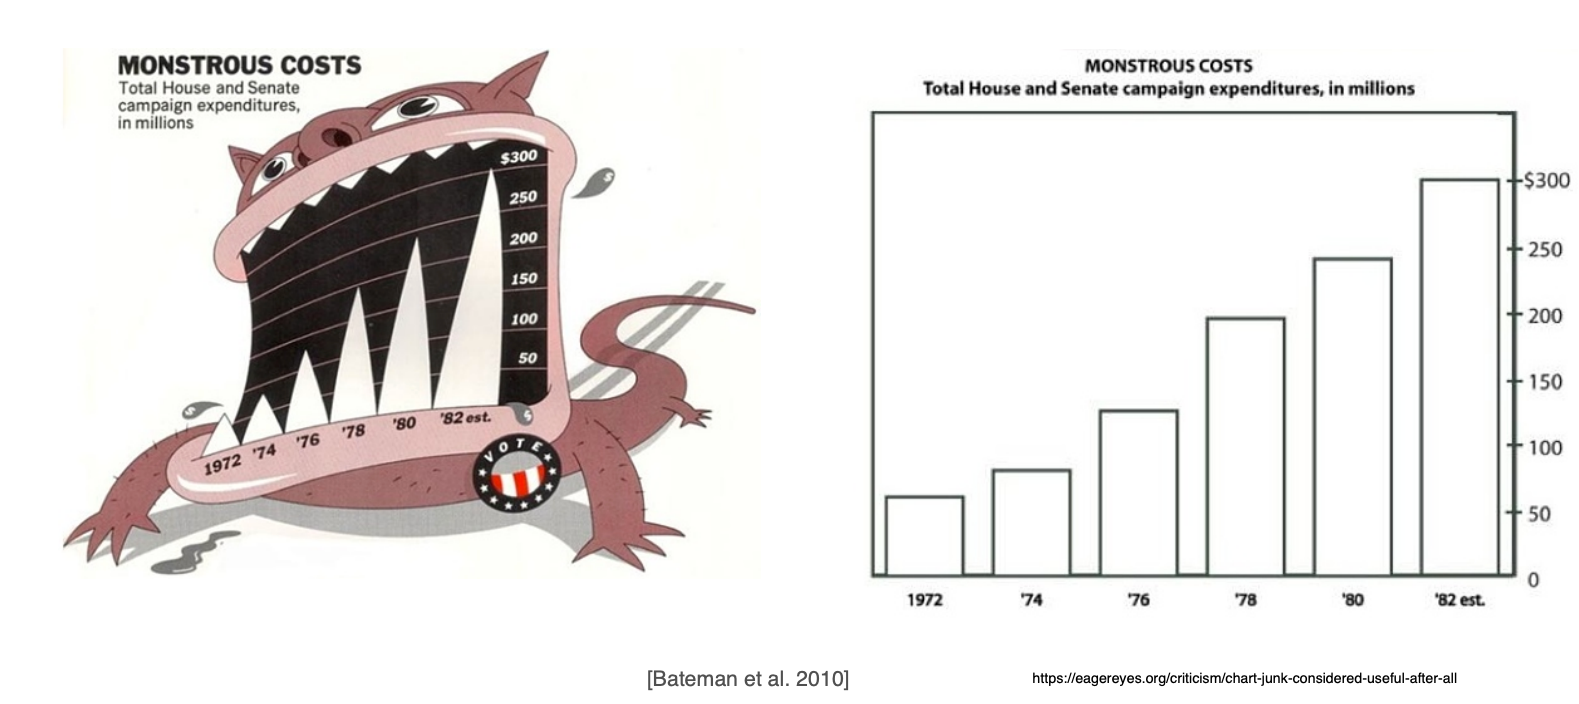 MONSTROUS COSTS
Total House and Senate
campaign expenditures,
in millions
$300
250
200
150
100
50
1972 '74 '76 '78 '80 '82 est.
$
$
$
VOTE
MONSTROUS COSTS
Total House and Senate campaign expenditures, in millions
$300
250
200
150
100
50
0
1972 '74 '76 '78 '80 '82 est.
[Bateman et al. 2010]
https://eagereyes.org/criticism/chart-junk-considered-useful-after-all